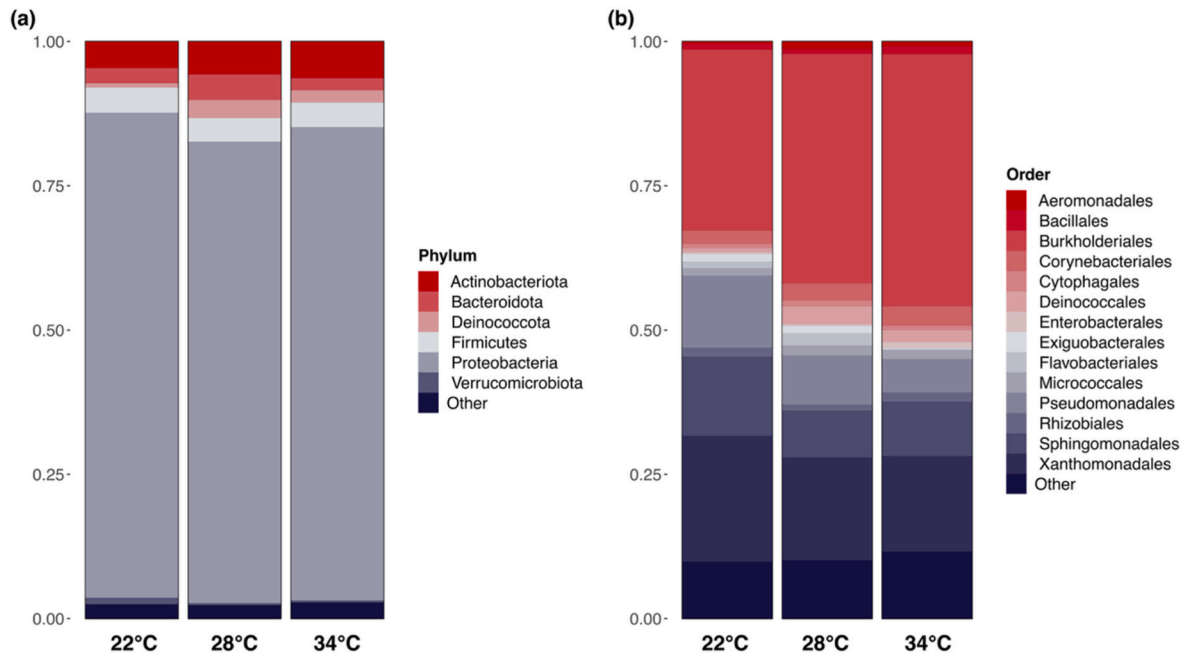 (a)
1.00-
0.75-
0.50-
0.25-
0.00-
22°C 28°C 34°C
Phylum
Actinobacteriota
Bacteroidota
Deinococcota
Firmicutes
Proteobacteria
Verrucomicrobiota
Other
(b)
1.00-
0.75-
0.50-
0.25-
0.00-
22°C 28°C 34°C
Order
Aeromonadales
Bacillales
Burkholderiales
Corynebacteriales
Cytophagales
Deinococcales
Enterobacterales
Exiguobacterales
Flavobacteriales
Micrococcales
Pseudomonadales
Rhizobiales
Sphingomonadales
Xanthomonadales
Other